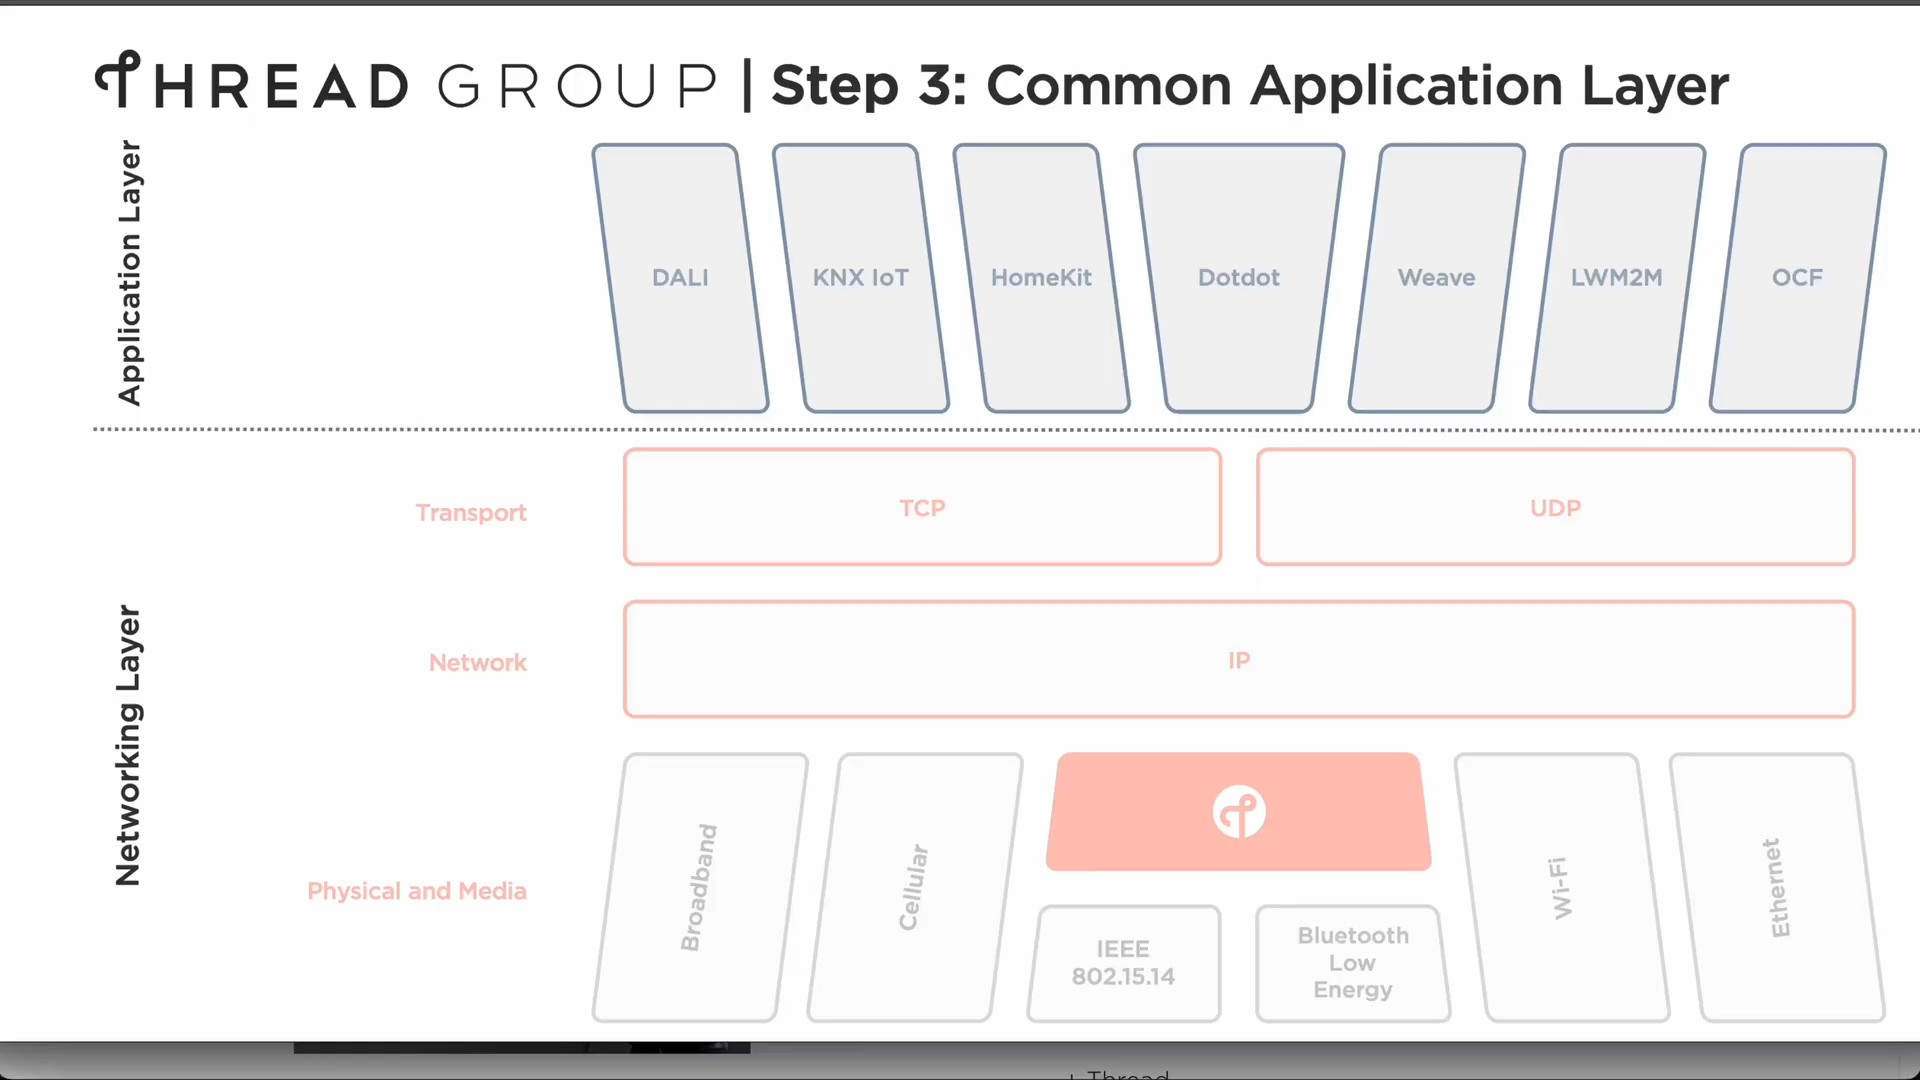 THREAD GROUP | Step 3: Common Application Layer
Application Layer
DALI
KNX IoT
HomeKit
Dotdot
Weave
LWM2M
OCF
Networking Layer
Transport
TCP
UDP
Network
IP
Physical and Media
Broadband
Cellular
IEEE
802.15.14
Bluetooth
Low
Energy
Wi-Fi
Ethernet
Thread